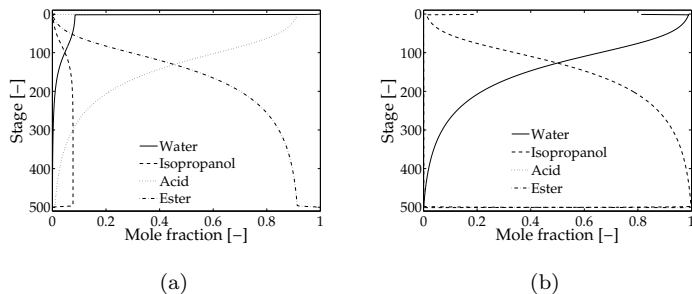 0
100
200
300
400
500
Stage [-]
Water
Isopropanol
Acid
Ester
0 0.2 0.4 0.6 0.8 1
Mole fraction [-]
(a)
0
100
200
300
400
500
Stage [-]
Water
Isopropanol
Acid
Ester
0 0.2 0.4 0.6 0.8 1
Mole fraction [-]
(b)